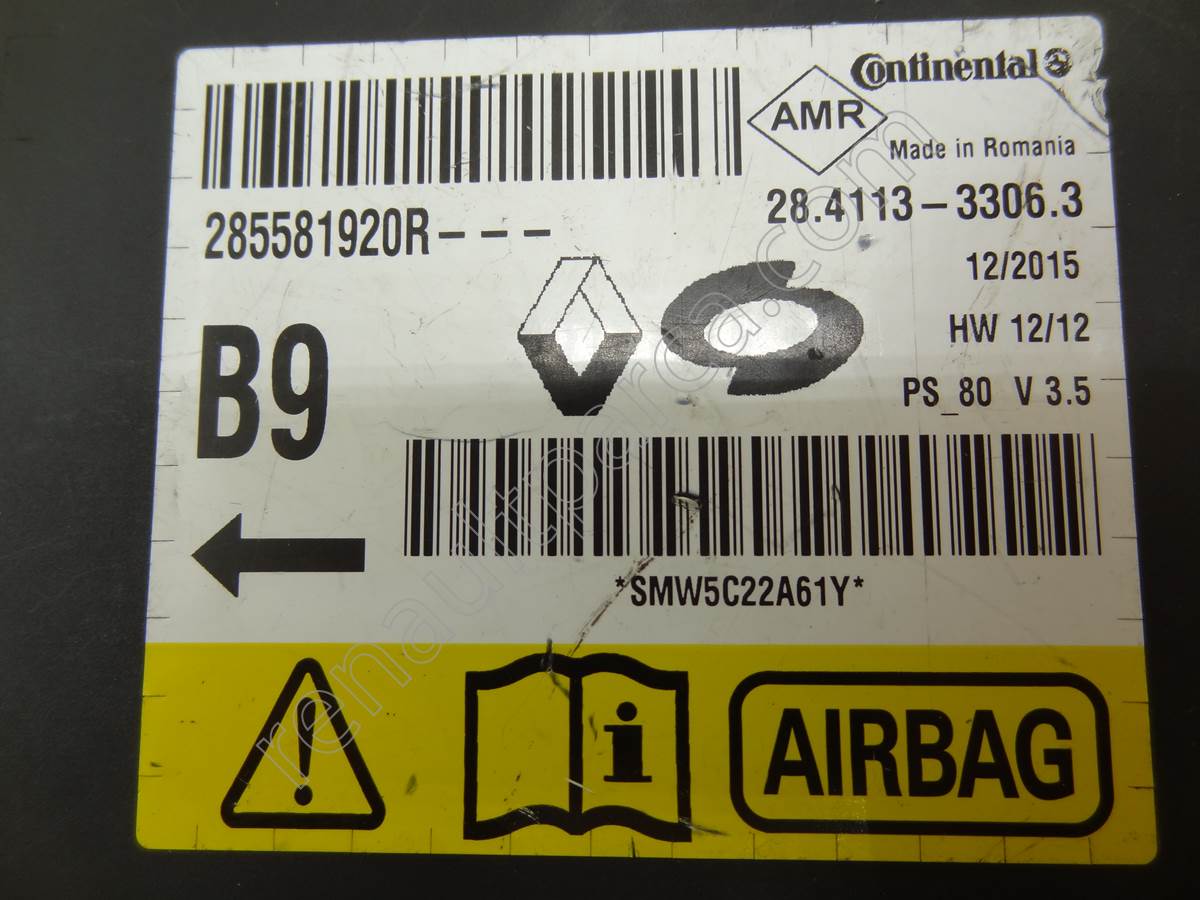 Continental
AMR
Made in Romania
285581920R---
28.4113-3306.3
12/2015
HW 12/12
B9
PS_80 V 3.5
*SMW5C22A61Y*
AIRBAG
renaultparca.com